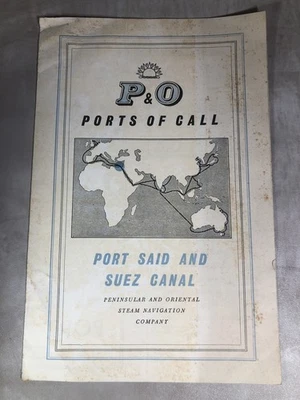 P&O
PORTS OF CALL
PORT SAID AND
SUEZ CANAL
PENINSULAR AND ORIENTAL
STEAM NAVIGATION
COMPANY